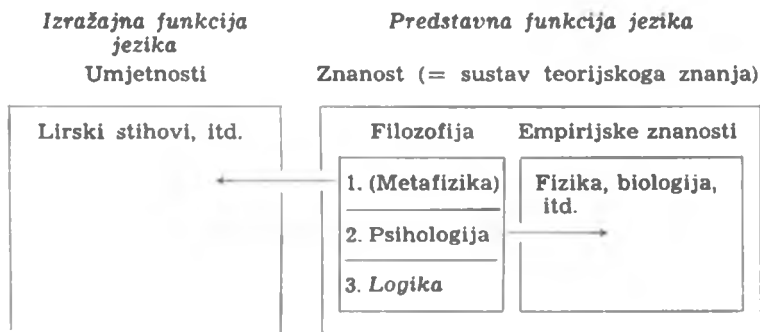 Izražajna funkcija
jezika
Umjetnosti
Lirski stihovi, itd.
Predstavna funkcija jezika
Znanost (= sustav teorijskoga znanja)
Filozofija
1. (Metafizika)
2. Psihologija
3. Logika
Empirijske znanosti
Fizika, biologija,
itd.